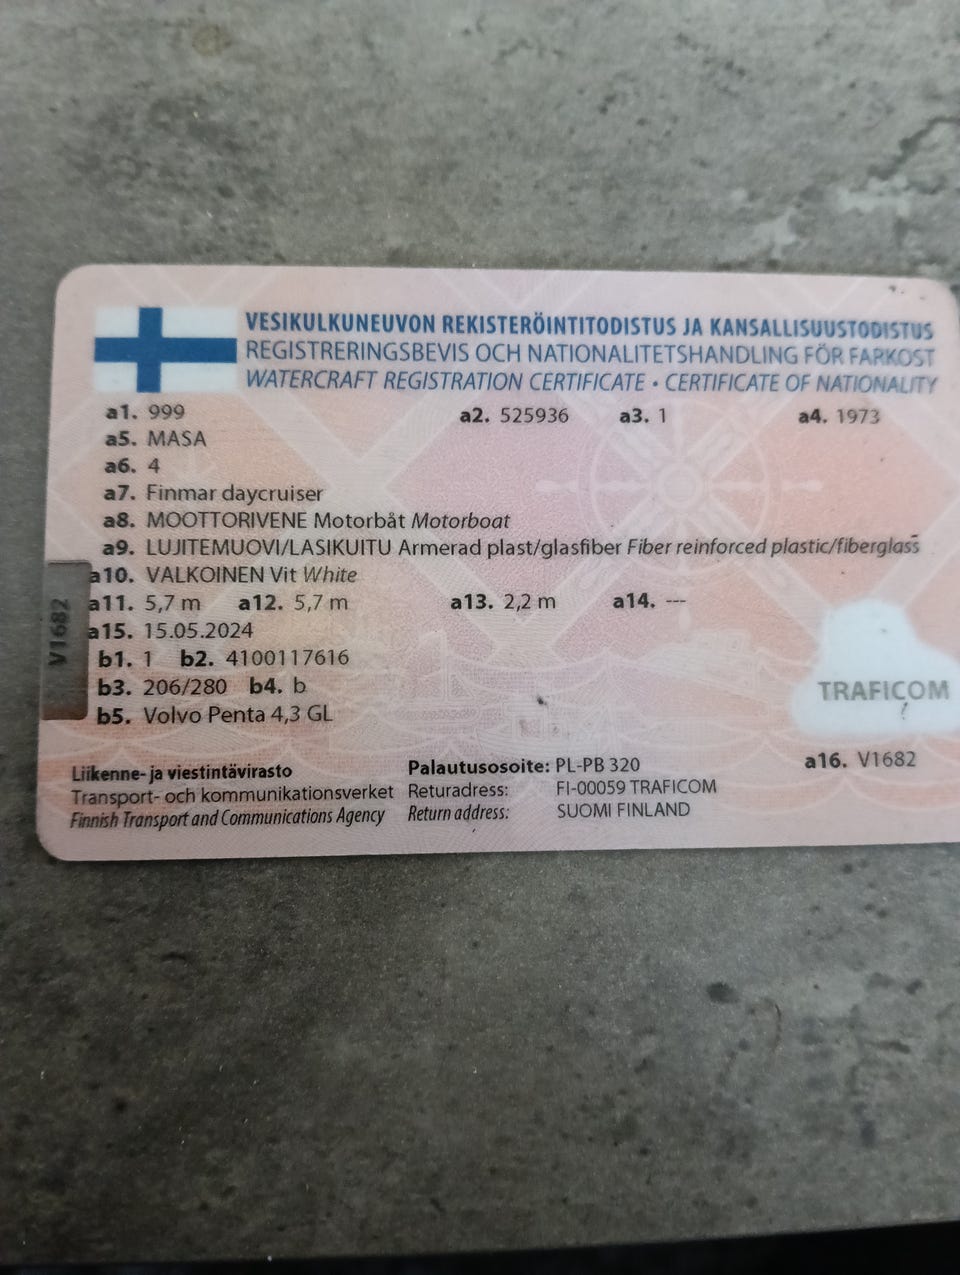 VESIKULKUNEUVON REKISTERÖINTITODISTUS JA KANSALLISUUSTODISTUS
REGISTRERINGSBEVIS OCH NATIONALITETSHANDLING FÖR FARKOST
WATERCRAFT REGISTRATION CERTIFICATE • CERTIFICATE OF NATIONALITY
a1. 999 a2. 525936 a3. 1 a4. 1973
a5. MASA
a6. 4
a7. Finmar daycruiser
a8. MOOTTORIVENE Motorbåt Motorboat
a9. LUJITEMUOVI/LASIKUITU Armerad plast/glasfiber Fiber reinforced plastic/fiberglass
a10. VALKOINEN Vit White
a11. 5,7 m a12. 5,7 m a13. 2,2 m a14. ---
a15. 15.05.2024
b1. 1 b2. 4100117616
b3. 206/280 b4. b
b5. Volvo Penta 4,3 GL
V1682
TRAFICOM
a16. V1682
Liikenne- ja viestintävirasto
Transport- och kommunikationsverket
Finnish Transport and Communications Agency
Palautusosoite: PL-PB 320
Returadress: FI-00059 TRAFICOM
Return address: SUOMI FINLAND